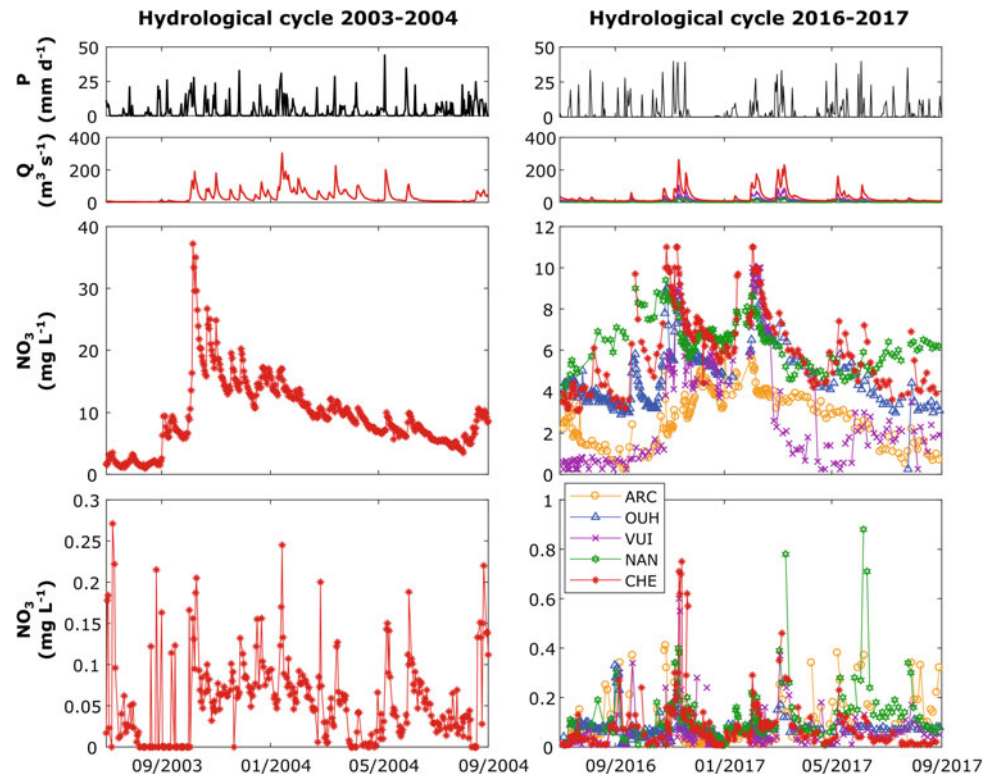 Hydrological cycle 2003-2004
Hydrological cycle 2016-2017
P
(mm d⁻¹)
50
25
0
50
25
0
Q
(m³ s⁻¹)
400
200
0
400
200
0
NO₃
(mg L⁻¹)
40
30
20
10
0
12
10
8
6
4
2
0
NO₃
(mg L⁻¹)
0.3
0.25
0.2
0.15
0.1
0.05
0
1
0.8
0.6
0.4
0.2
0
ARC
OUH
VUI
NAN
CHE
09/2003 01/2004 05/2004 09/2004
09/2016 01/2017 05/2017 09/2017